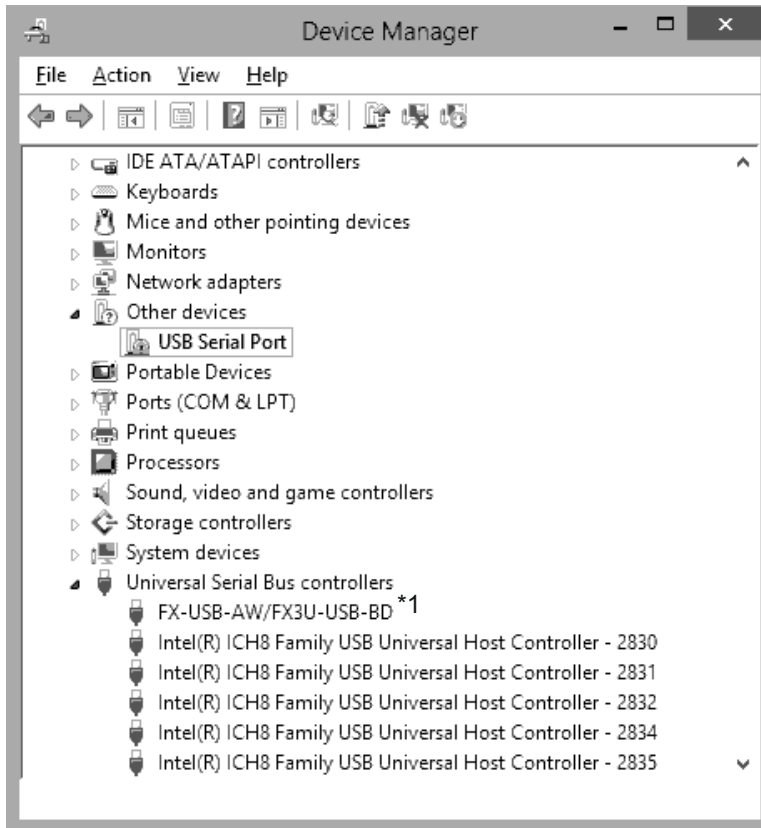 Device Manager
File Action View Help
IDE ATA/ATAPI controllers
Keyboards
Mice and other pointing devices
Monitors
Network adapters
Other devices
USB Serial Port
Portable Devices
Ports (COM & LPT)
Print queues
Processors
Sound, video and game controllers
Storage controllers
System devices
Universal Serial Bus controllers
FX-USB-AW/FX3U-USB-BD *1
Intel(R) ICH8 Family USB Universal Host Controller - 2830
Intel(R) ICH8 Family USB Universal Host Controller - 2831
Intel(R) ICH8 Family USB Universal Host Controller - 2832
Intel(R) ICH8 Family USB Universal Host Controller - 2834
Intel(R) ICH8 Family USB Universal Host Controller - 2835